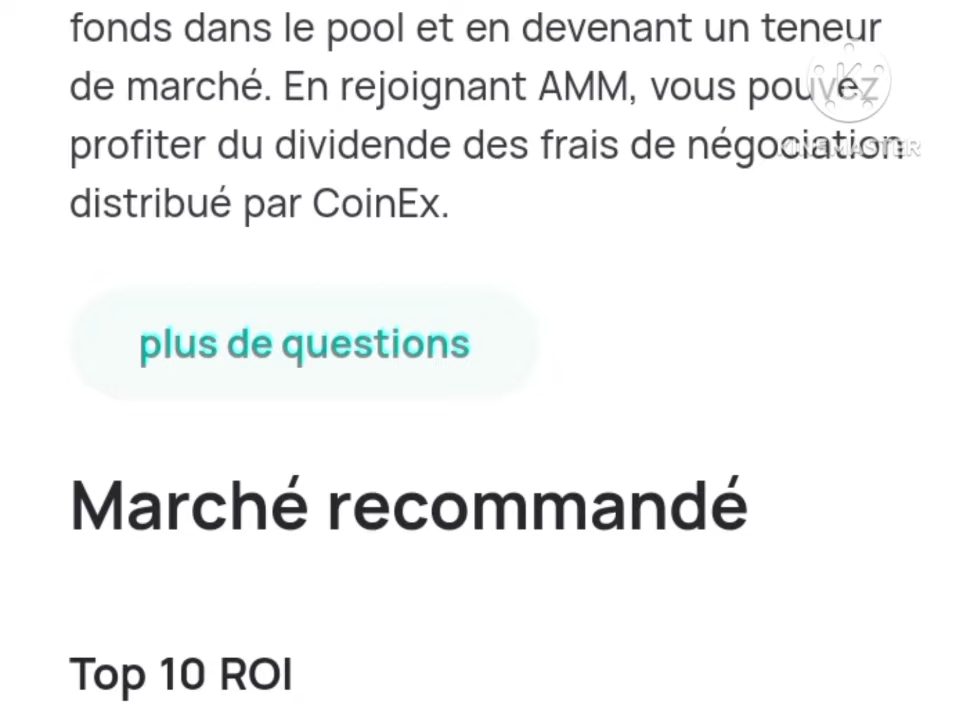 fonds dans le pool et en devenant un teneur
de marché. En rejoignant AMM, vous pouvez
profiter du dividende des frais de négociation
distribué par CoinEx.
KINEMASTER
plus de questions
Marché recommandé
Top 10 ROI